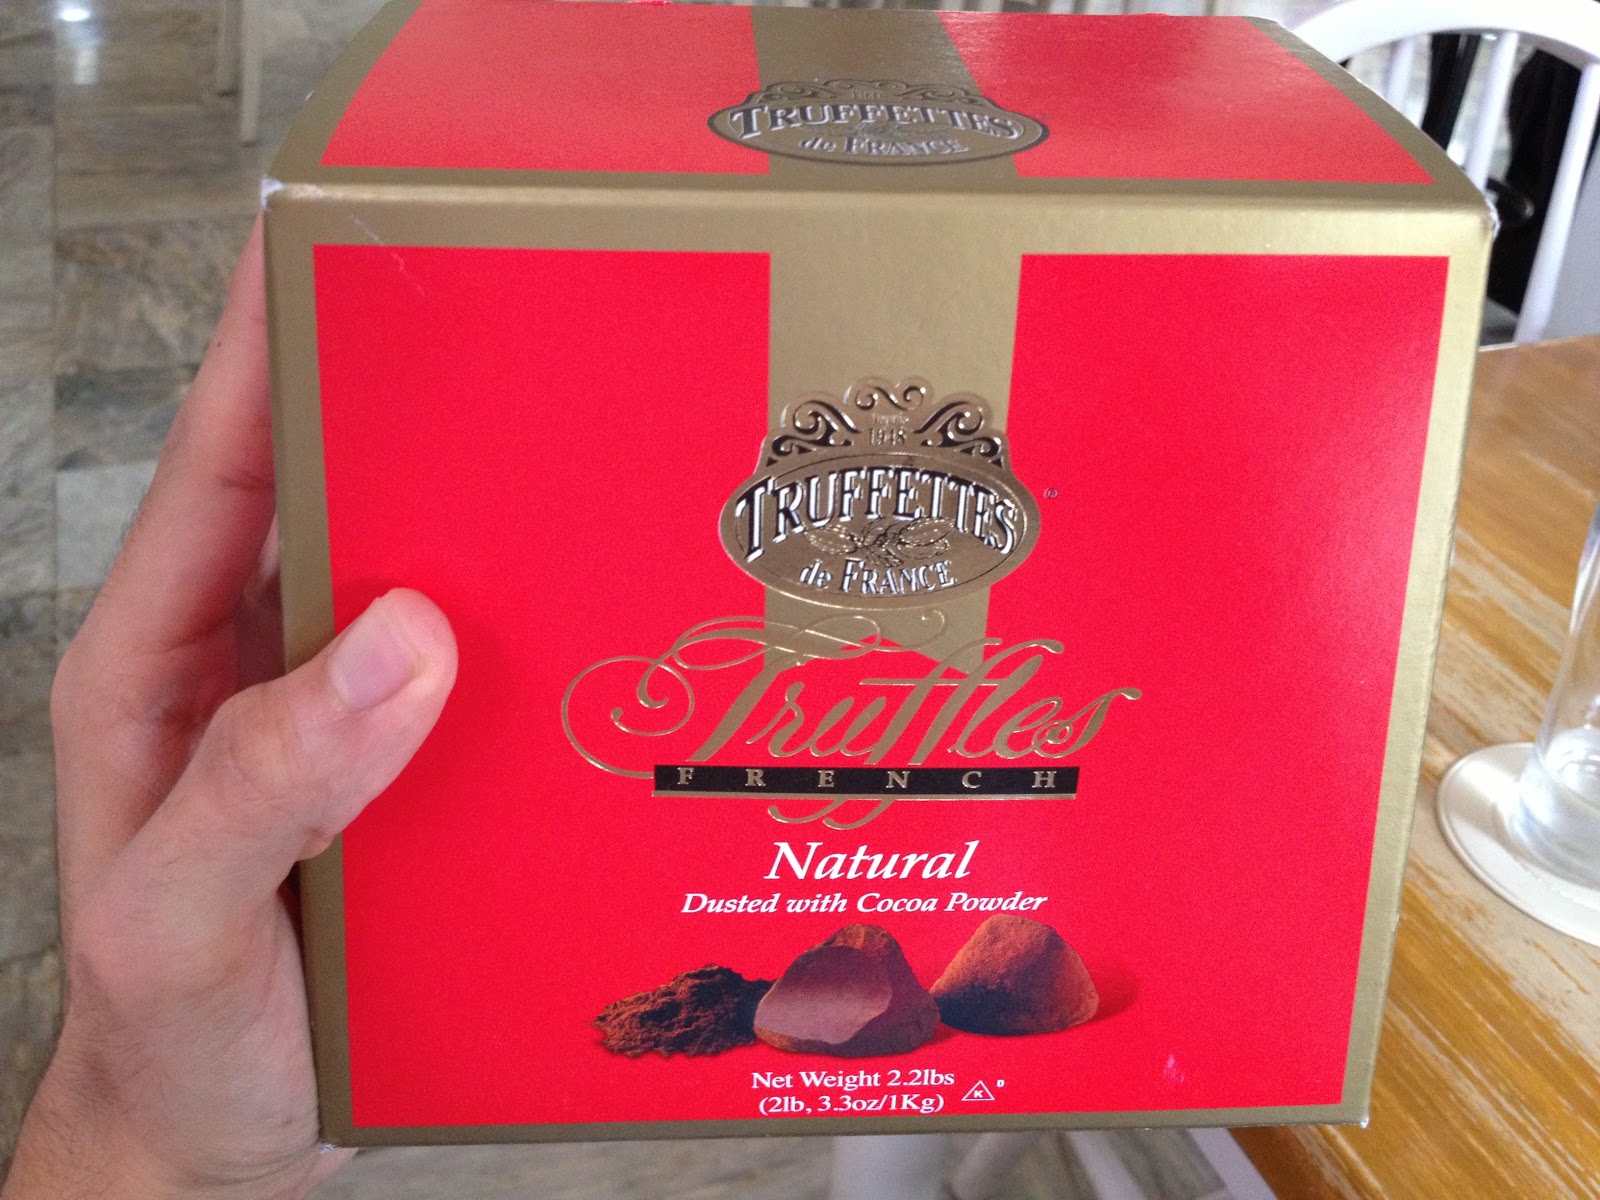 TRUFFETTES
de FRANCE
Depuis
1948
TRUFFETTES
de FRANCE
®
Truffles
FRENCH
Natural
Dusted with Cocoa Powder
Net Weight 2.2lbs
(2lb, 3.3oz/1Kg)
K D